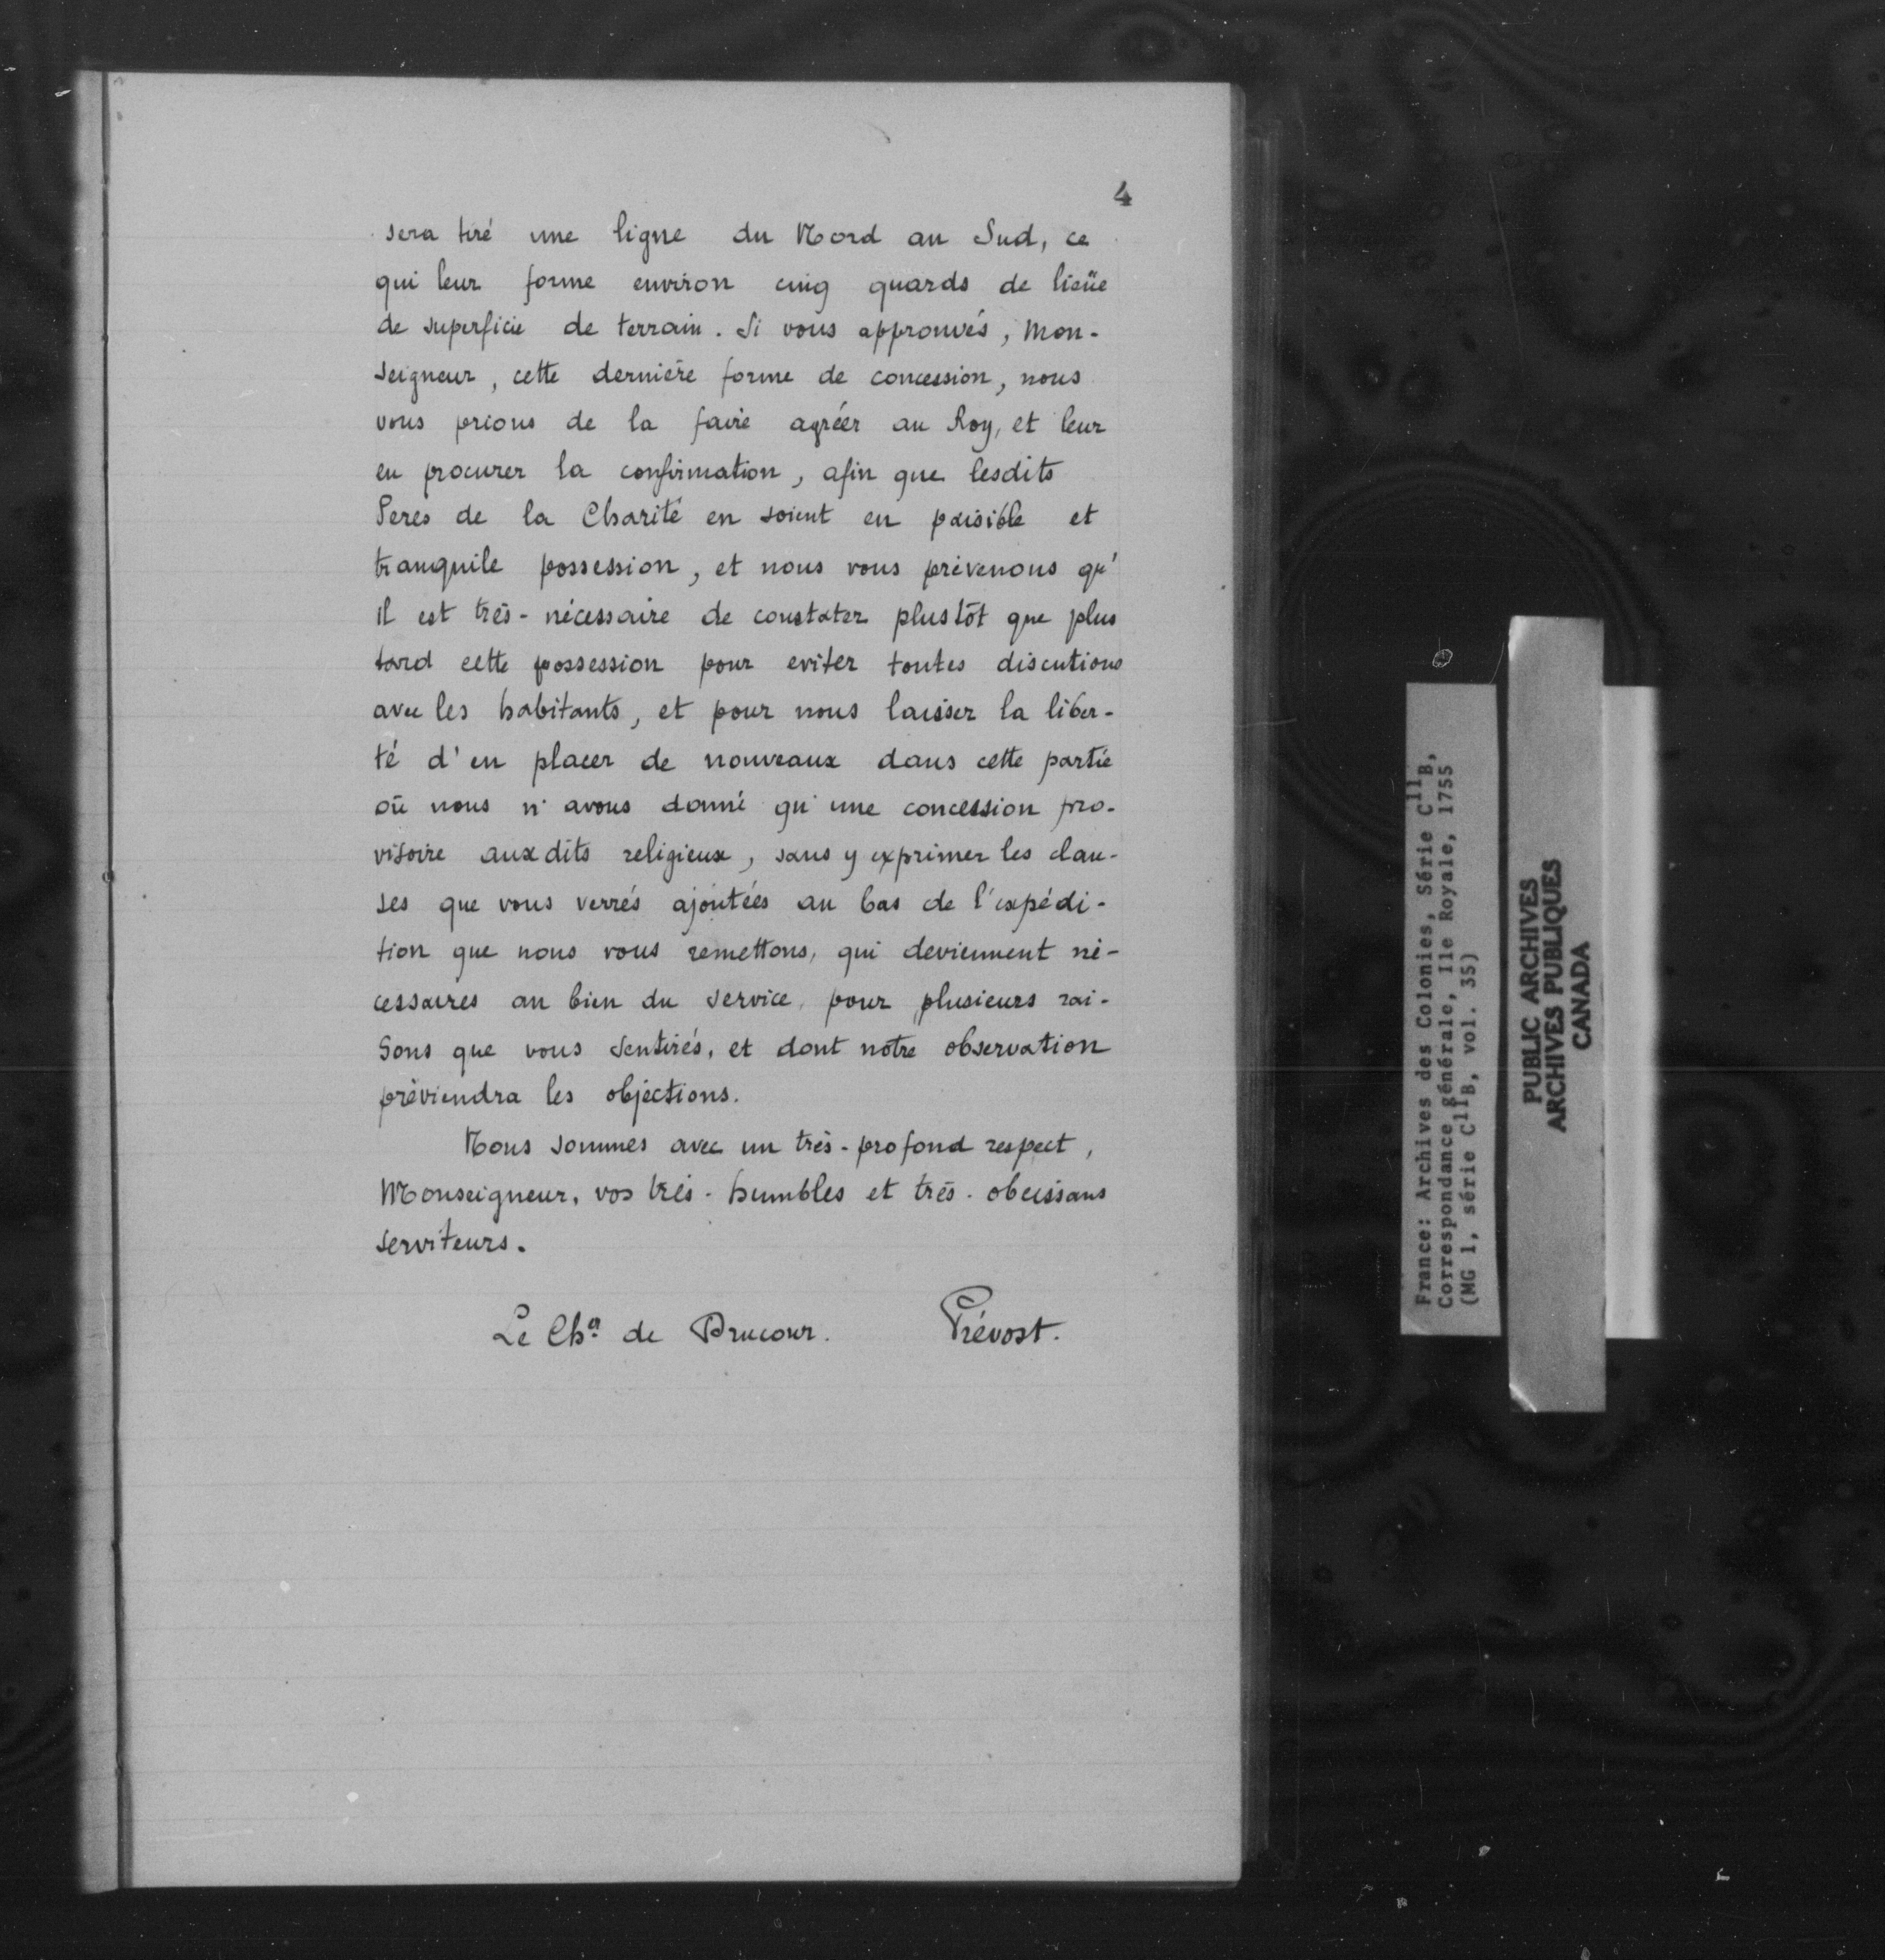 4
sera tiré une ligne du Nord au Sud, ce
qui leur forme environ cinq quards de lieüe
de superficie de terrain. Si vous approuvés, Mon-
seigneur, cette dernière forme de concession, nous
vous prions de la faire agréer au Roy, et leur
en procurer la confirmation, afin que lesdits
Peres de la Charité en soient en paisible et
tranquile possession, et nous vous prévenons qu'
il est très-nécessaire de constater plustôt que plus
tard cette possession pour eviter toutes discutions
avec les habitants, et pour nous laisser la liber-
té d'en placer de nouveaux dans cette partie
où nous n'avons donné qu'une concession pro-
visoire auxdits religieux, sans y exprimer les clau-
ses que vous verrés ajoutées au bas de l'expédi-
tion que nous vous remettons, qui deviennent né-
cessaires au bien du service, pour plusieurs rai-
sons que vous sentirés, et dont notre observation
préviendra les objections.
Nous sommes avec un très-profond respect,
Monseigneur, vos très-humbles et très-obeissans
serviteurs.
Le Cher de Drucour. Prévost.
France: Archives des Colonies, Série C11B,
Correspondance générale, Ile Royale, 1755
(MG 1, série C11B, vol. 35)
PUBLIC ARCHIVES
ARCHIVES PUBLIQUES
CANADA